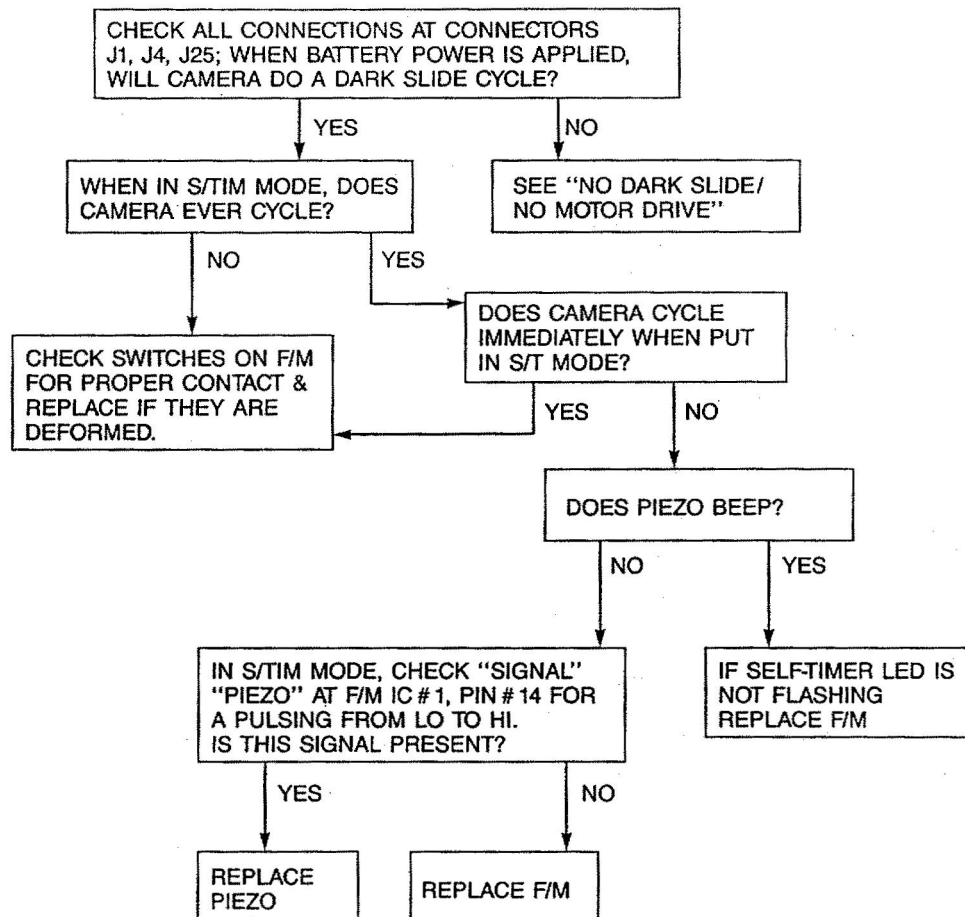 CHECK ALL CONNECTIONS AT CONNECTORS
J1, J4, J25; WHEN BATTERY POWER IS APPLIED,
WILL CAMERA DO A DARK SLIDE CYCLE?
YES
NO
WHEN IN S/TIM MODE, DOES
CAMERA EVER CYCLE?
SEE "NO DARK SLIDE/
NO MOTOR DRIVE"
NO
YES
DOES CAMERA CYCLE
IMMEDIATELY WHEN PUT
IN S/T MODE?
CHECK SWITCHES ON F/M
FOR PROPER CONTACT &
REPLACE IF THEY ARE
DEFORMED.
YES
NO
DOES PIEZO BEEP?
NO
YES
IN S/TIM MODE, CHECK "SIGNAL"
"PIEZO" AT F/M IC #1, PIN #14 FOR
A PULSING FROM LO TO HI.
IS THIS SIGNAL PRESENT?
IF SELF-TIMER LED IS
NOT FLASHING
REPLACE F/M
YES
NO
REPLACE
PIEZO
REPLACE F/M